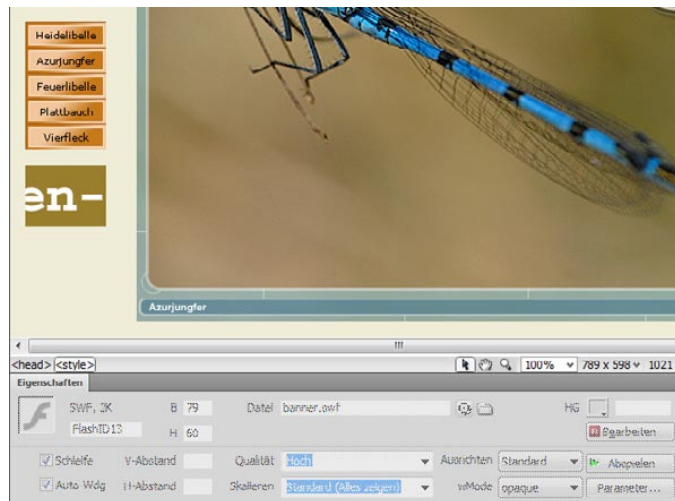 Heidelibelle
Azurjungfer
Feuerlibelle
Plattbauch
Vierfleck
en-
Azurjungfer
<head> <style> 100% 789 x 598 1021
Eigenschaften
SWF, 2K B 79 Datei banner.swf HG
FlashID13 H 60 Bearbeiten
Schleife V-Abstand Qualität Hoch Ausrichten Standard Abspielen
Auto Wdg H-Abstand Skalieren Standard (Alles zeigen) wMode opaque Parameter...